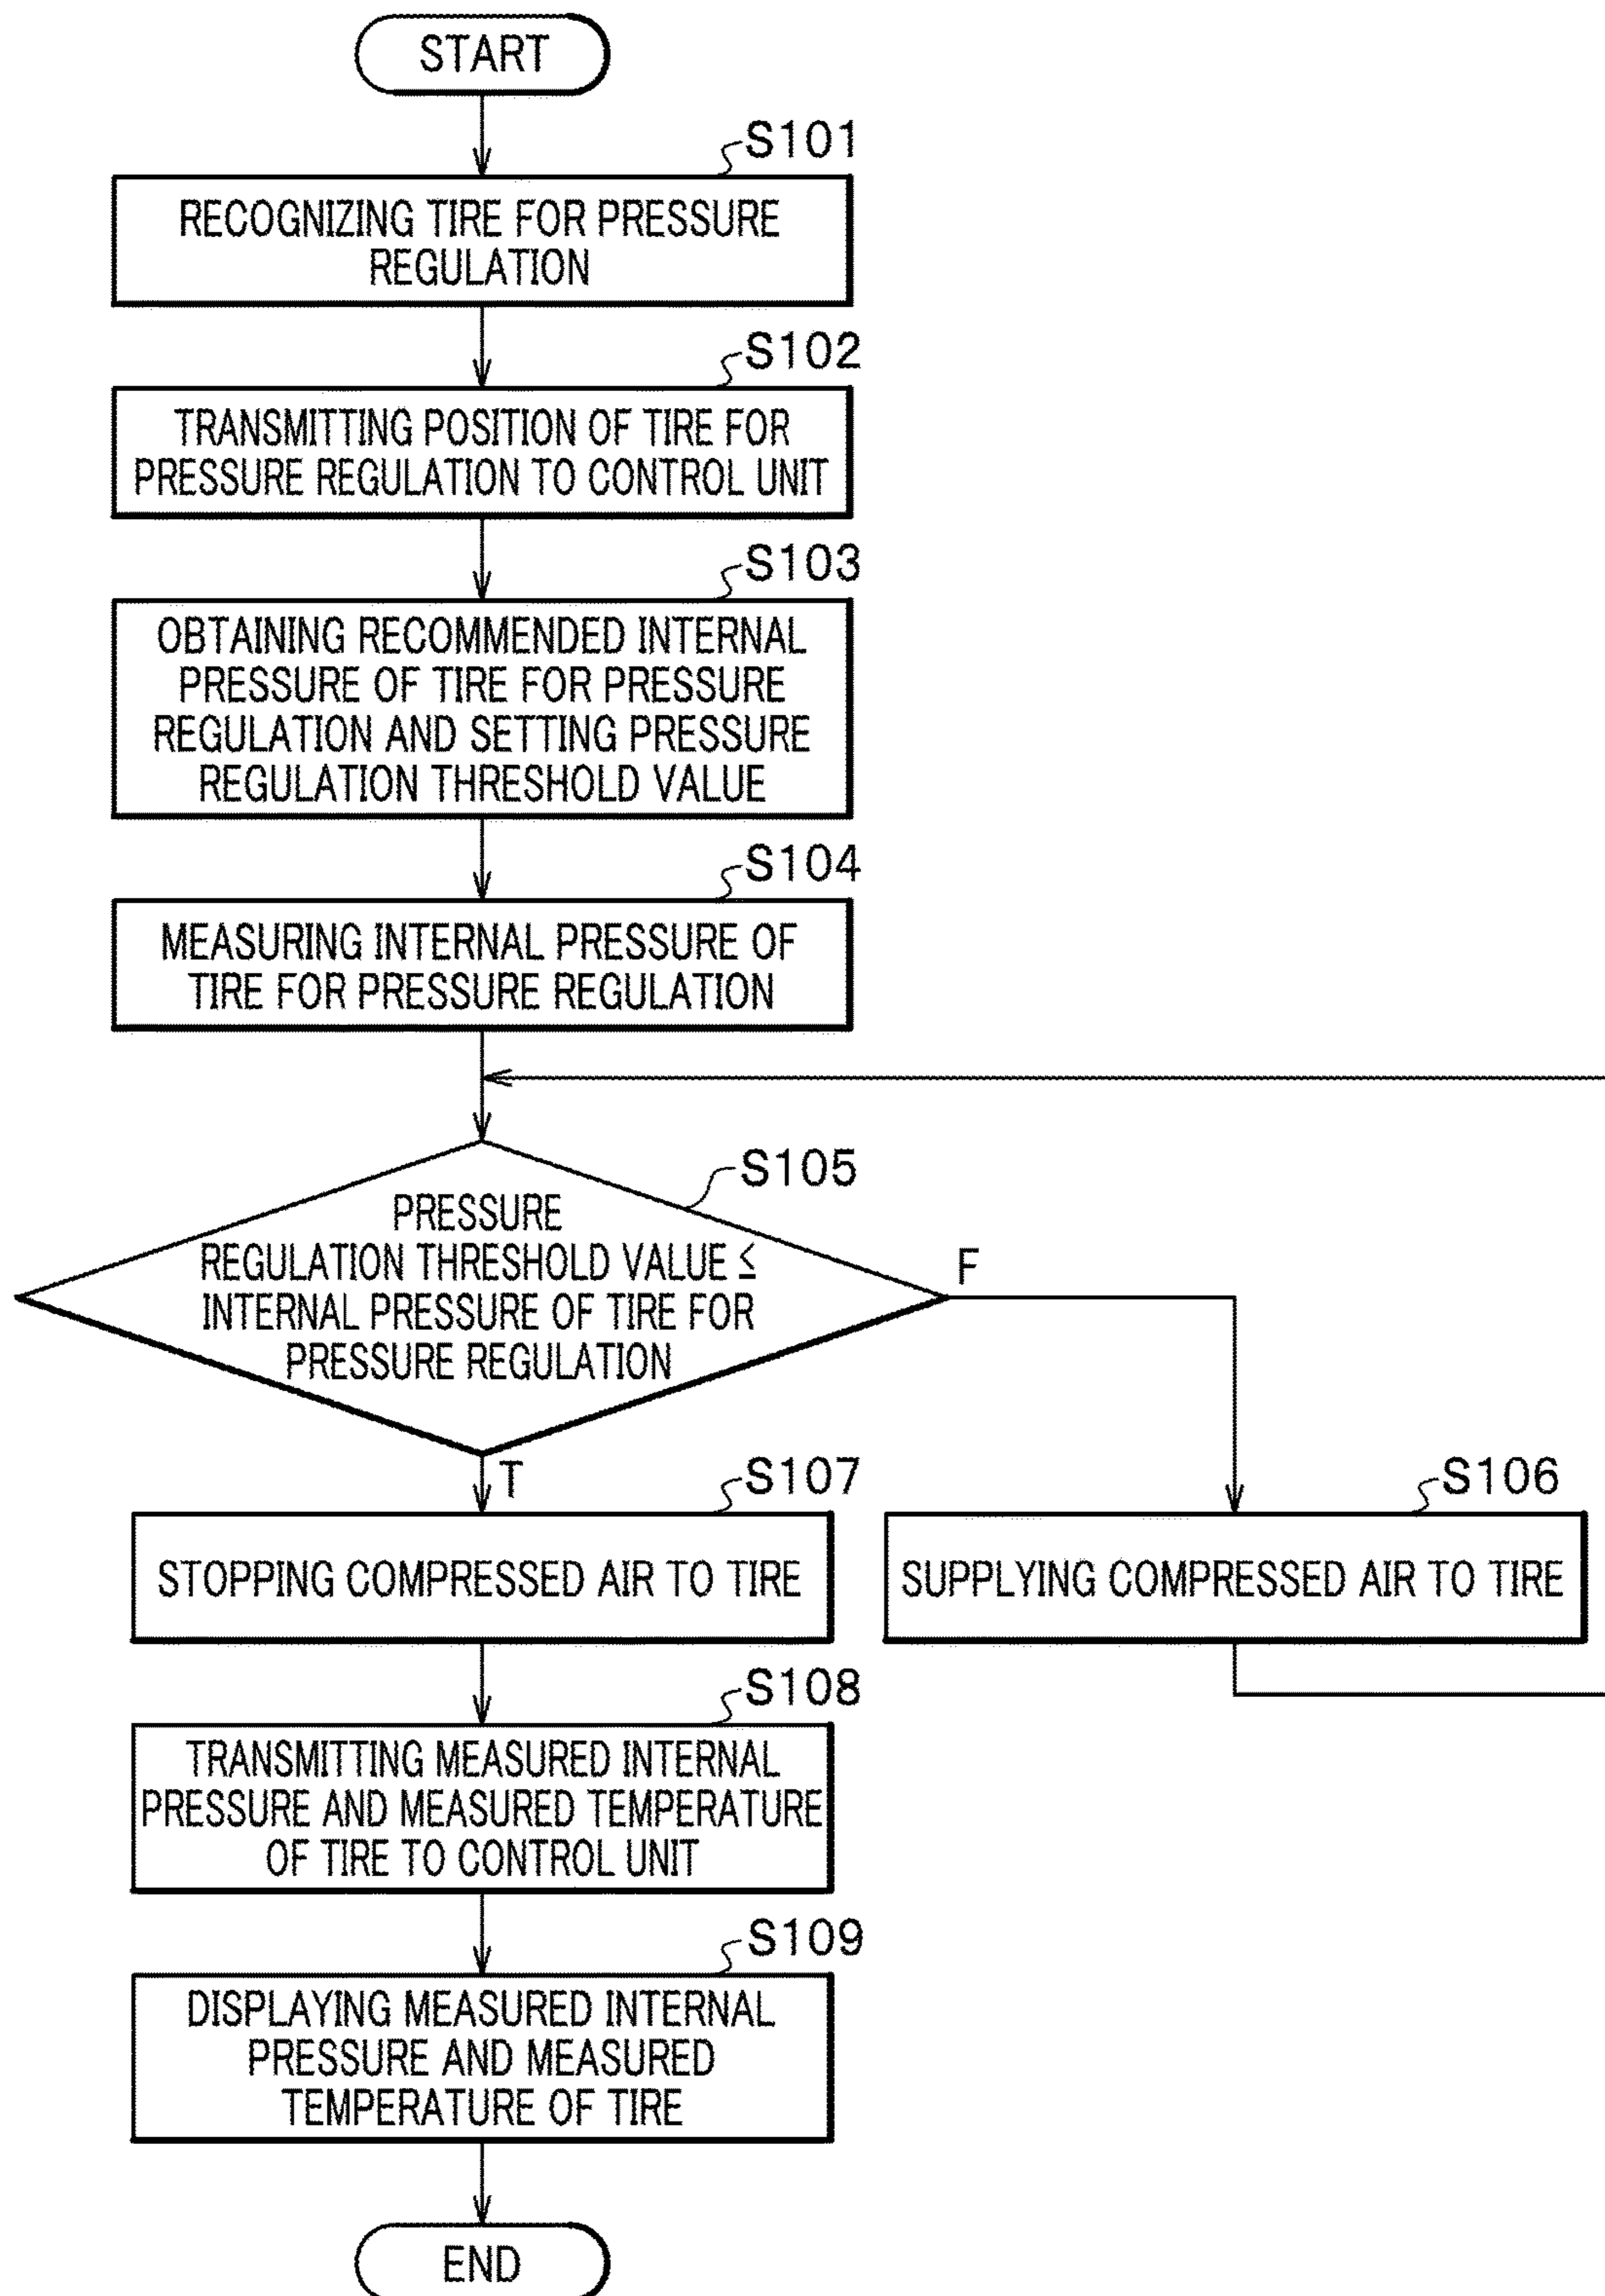 START
S101
RECOGNIZING TIRE FOR PRESSURE
REGULATION
S102
TRANSMITTING POSITION OF TIRE FOR
PRESSURE REGULATION TO CONTROL UNIT
S103
OBTAINING RECOMMENDED INTERNAL
PRESSURE OF TIRE FOR PRESSURE
REGULATION AND SETTING PRESSURE
REGULATION THRESHOLD VALUE
S104
MEASURING INTERNAL PRESSURE OF
TIRE FOR PRESSURE REGULATION
S105
PRESSURE
REGULATION THRESHOLD VALUE ≤
INTERNAL PRESSURE OF TIRE FOR
PRESSURE REGULATION
F
T
S107
STOPPING COMPRESSED AIR TO TIRE
S106
SUPPLYING COMPRESSED AIR TO TIRE
S108
TRANSMITTING MEASURED INTERNAL
PRESSURE AND MEASURED TEMPERATURE
OF TIRE TO CONTROL UNIT
S109
DISPLAYING MEASURED INTERNAL
PRESSURE AND MEASURED
TEMPERATURE OF TIRE
END